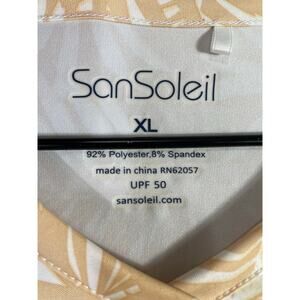 SanSoleil
XL
92% Polyester,8% Spandex
made in china RN62057
UPF 50
sansoleil.com